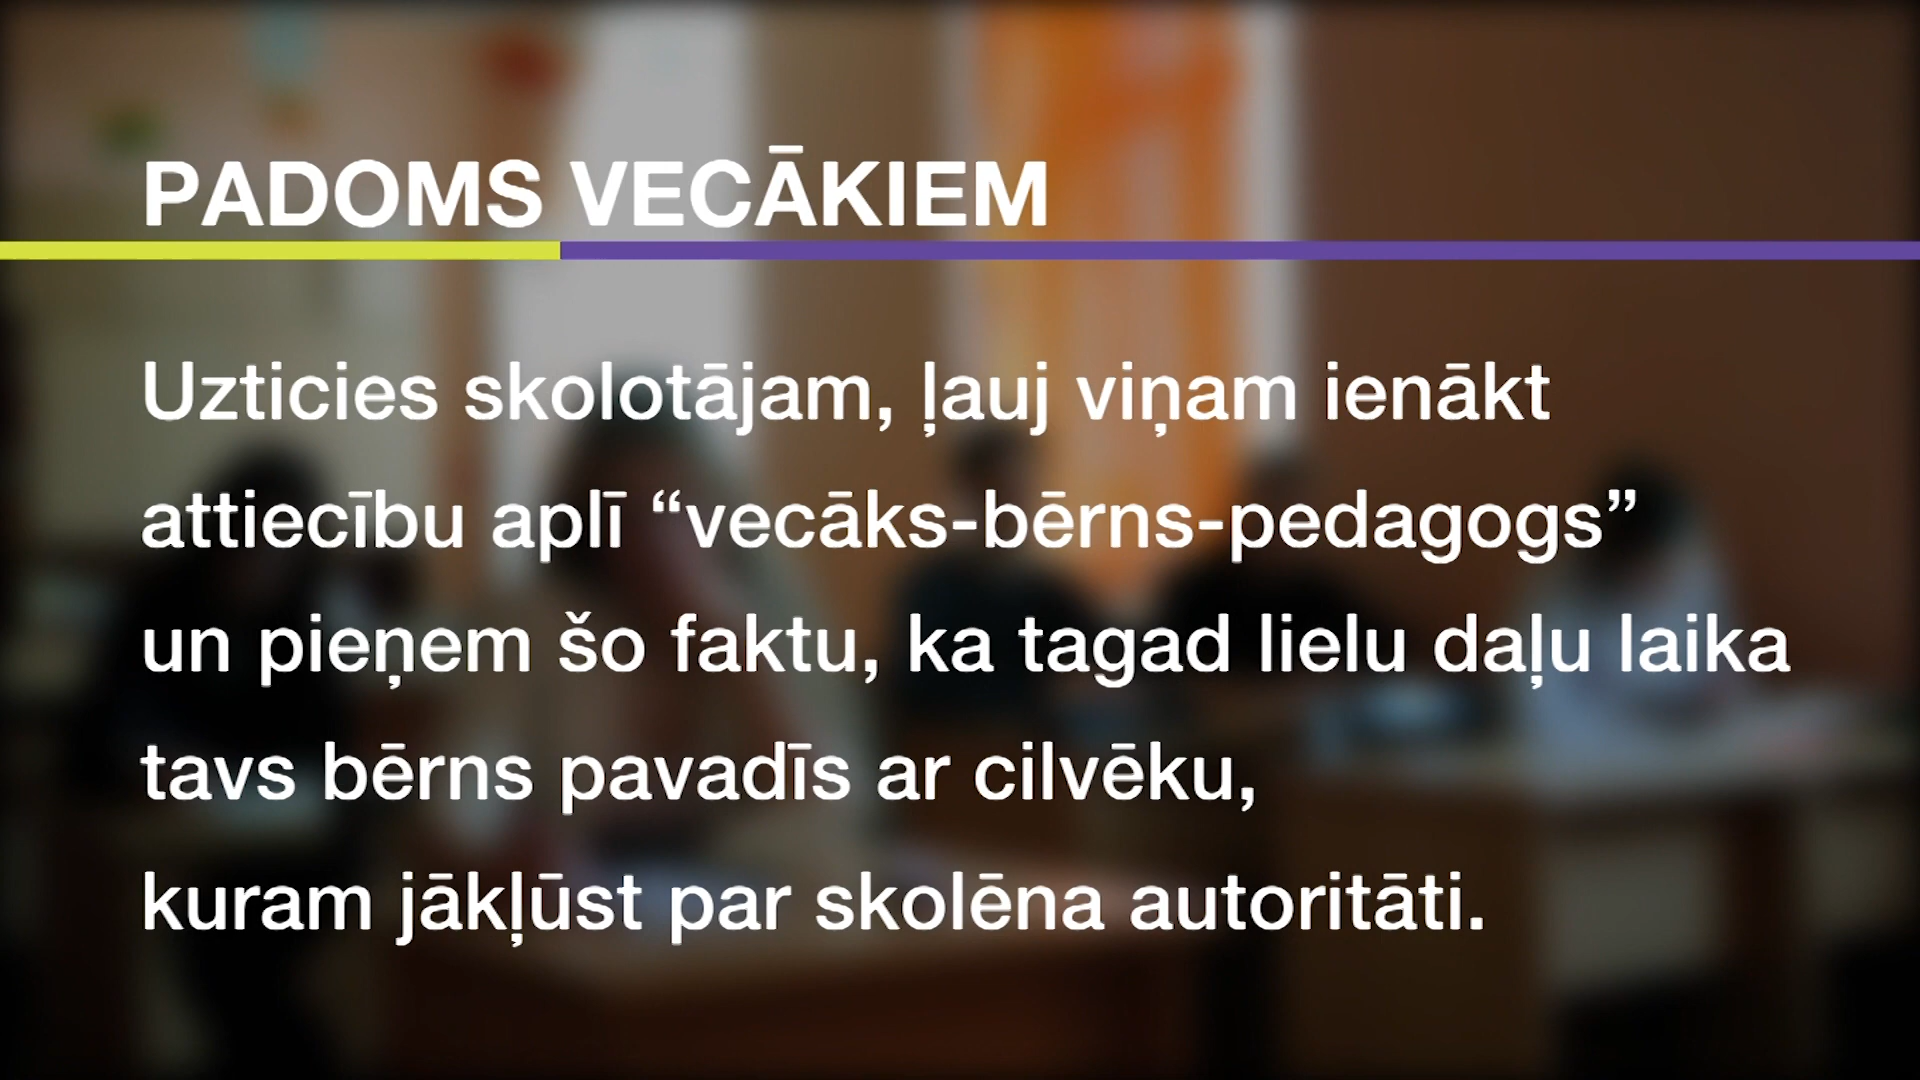 PADOMS VECĀKIEM
Uzticies skolotājam, ļauj viņam ienākt
attiecību aplī “vecāks-bērns-pedagogs”
un pieņem šo faktu, ka tagad lielu daļu laika
tavs bērns pavadīs ar cilvēku,
kuram jākļūst par skolēna autoritāti.